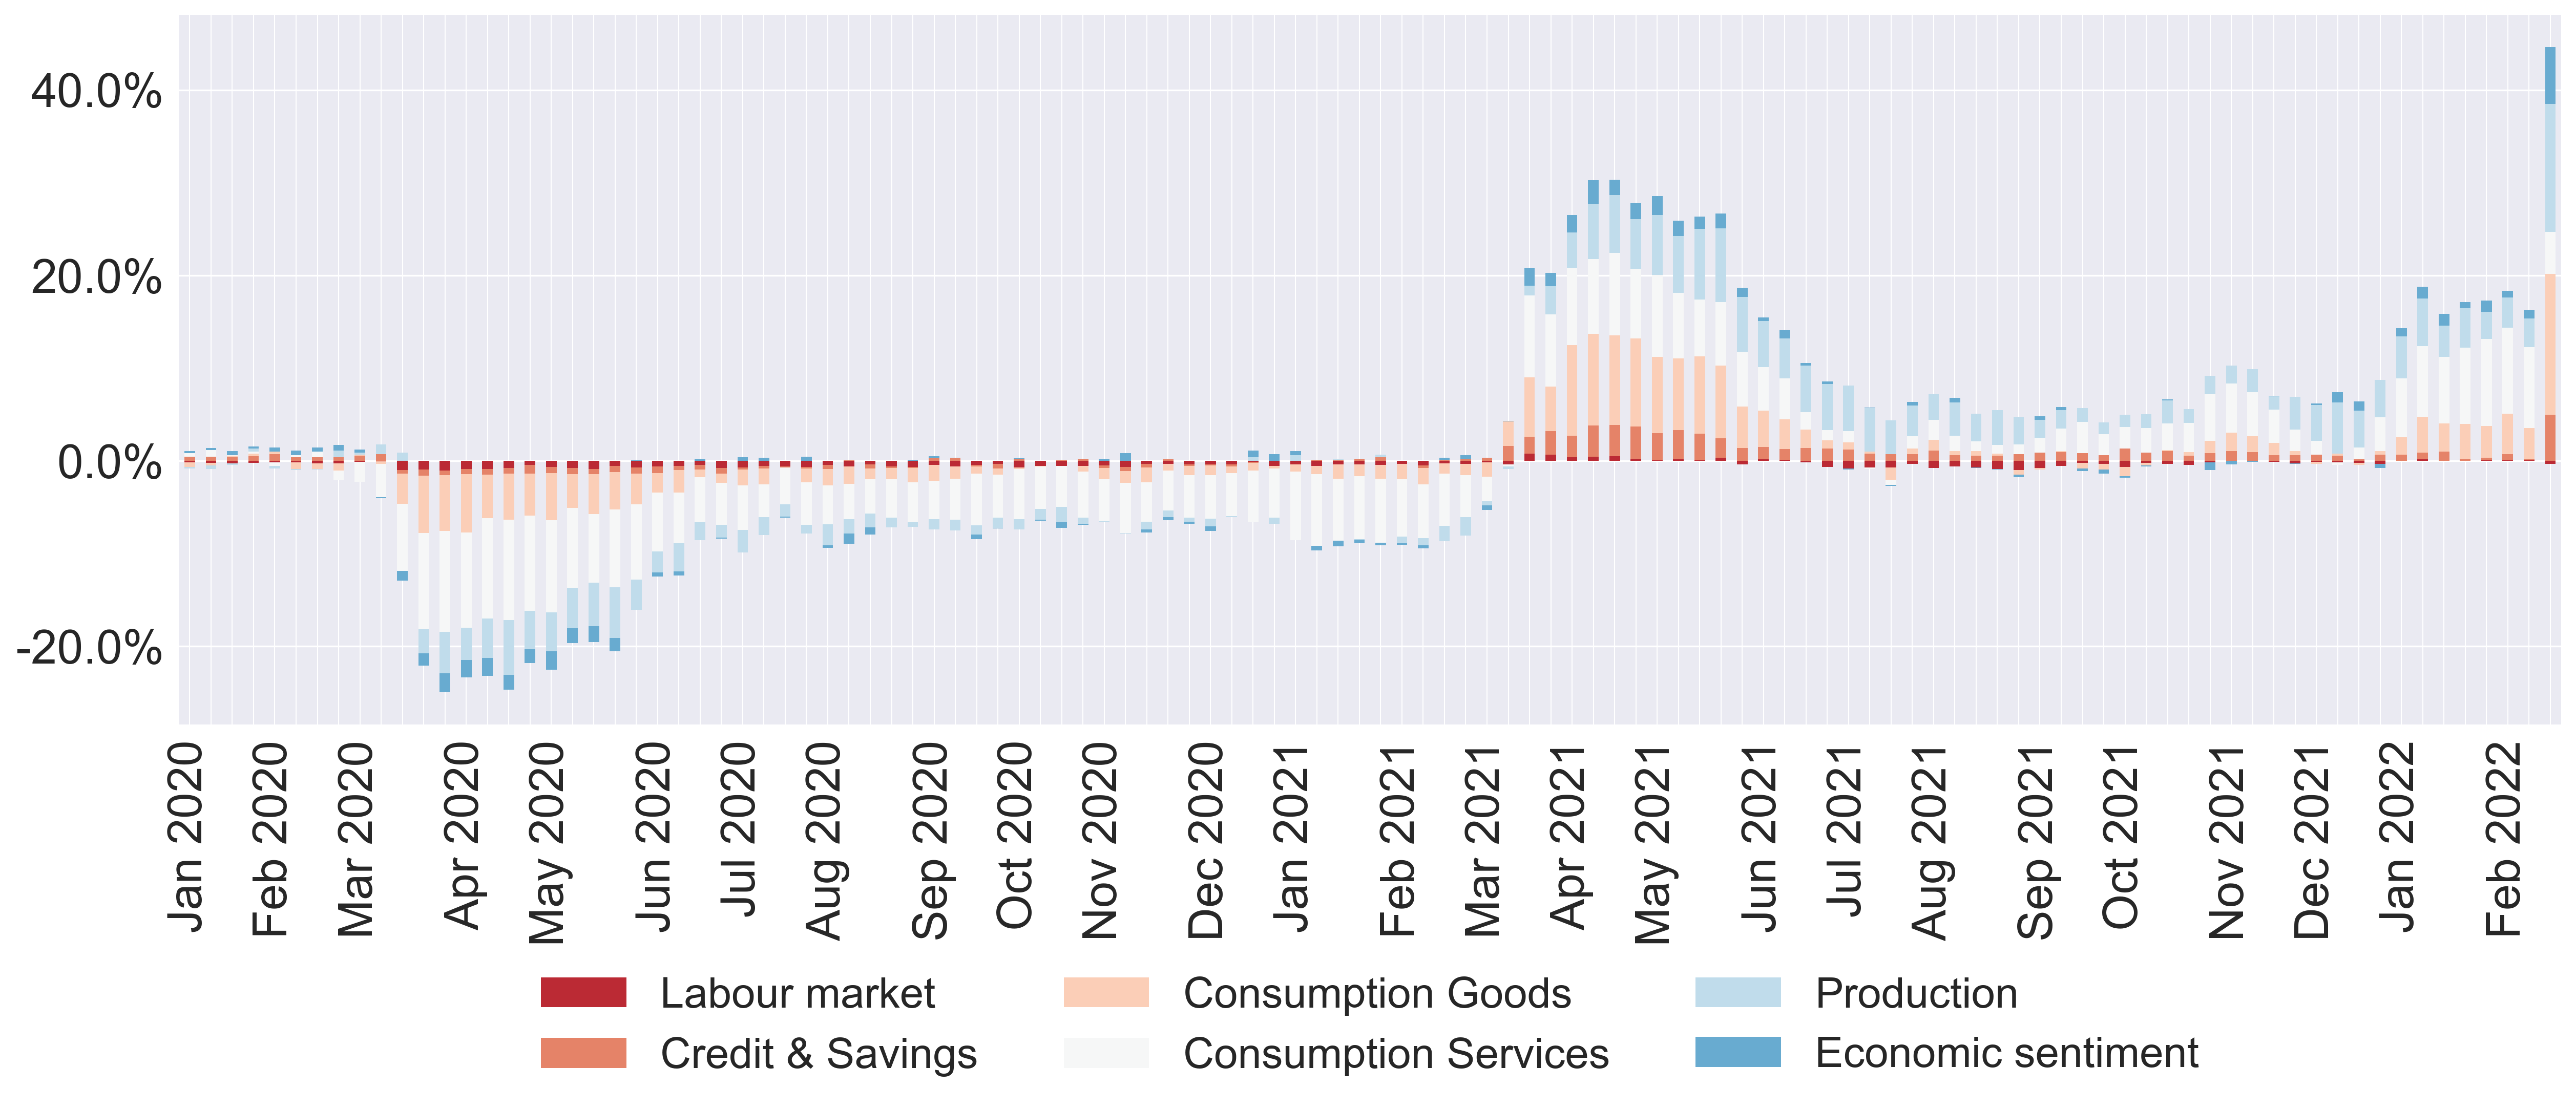 40.0%
20.0%
0.0%
-20.0%
Jan 2020
Feb 2020
Mar 2020
Apr 2020
May 2020
Jun 2020
Jul 2020
Aug 2020
Sep 2020
Oct 2020
Nov 2020
Dec 2020
Jan 2021
Feb 2021
Mar 2021
Apr 2021
May 2021
Jun 2021
Jul 2021
Aug 2021
Sep 2021
Oct 2021
Nov 2021
Dec 2021
Jan 2022
Feb 2022
Labour market
Consumption Goods
Production
Credit & Savings
Consumption Services
Economic sentiment